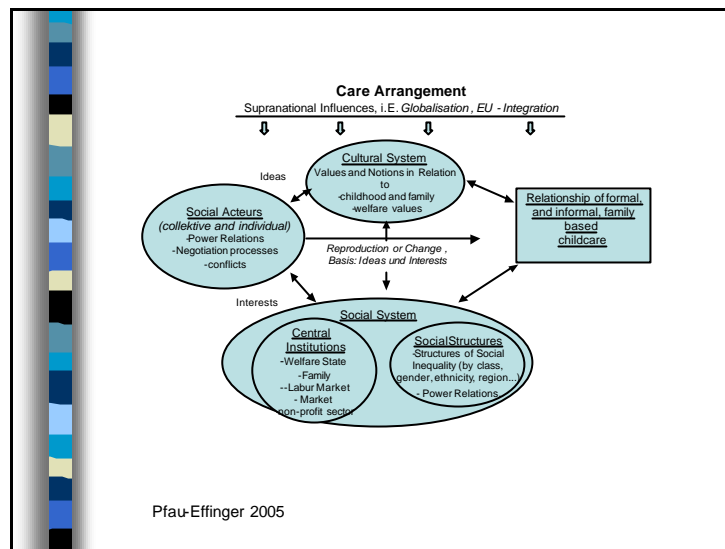 Care Arrangement
Supranational Influences, i.E. Globalisation , EU - Integration
Cultural System
Values and Notions in Relation
to
-childhood and family
-welfare values
Ideas
Social Acteurs
(collektive and individual)
-Power Relations
-Negotiation processes
-conflicts
Relationship of formal,
and informal, family
based
childcare
Reproduction or Change ,
Basis: Ideas und Interests
Interests
Social System
Central
Institutions
-Welfare State
-Family
--Labur Market
- Market
non-profit sector
SocialStructures
-Structures of Social
Inequality (by class,
gender, ethnicity, region...)
- Power Relations
Pfau-Effinger 2005